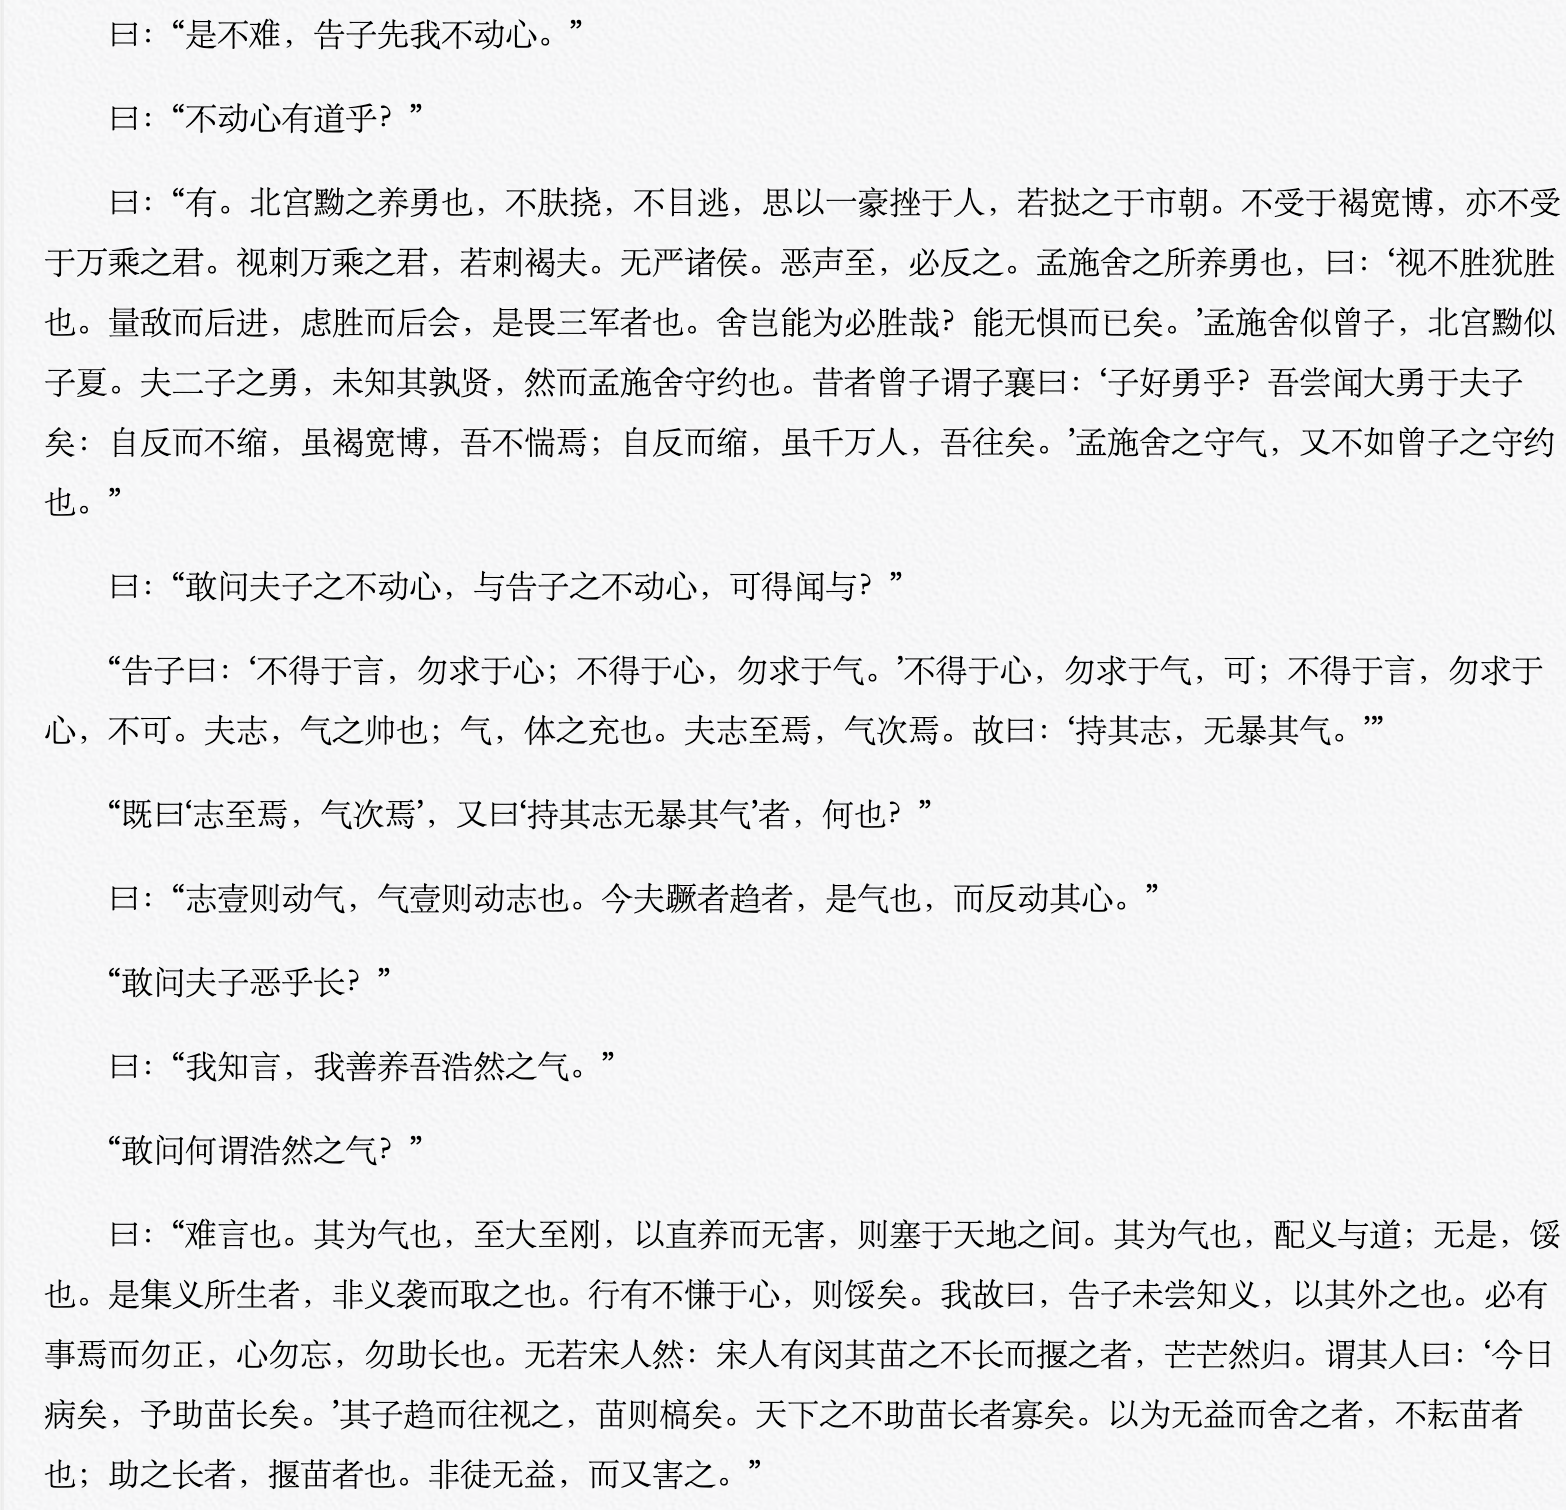 曰：“是不难，告子先我不动心。”
曰：“不动心有道乎？”
曰：“有。北宫黝之养勇也，不肤挠，不目逃，思以一豪挫于人，若挞之于市朝。不受于褐宽博，亦不受
于万乘之君。视刺万乘之君，若刺褐夫。无严诸侯。恶声至，必反之。孟施舍之所养勇也，曰：‘视不胜犹胜
也。量敌而后进，虑胜而后会，是畏三军者也。舍岂能为必胜哉？能无惧而已矣。’孟施舍似曾子，北宫黝似
子夏。夫二子之勇，未知其孰贤，然而孟施舍守约也。昔者曾子谓子襄曰：‘子好勇乎？吾尝闻大勇于夫子
矣：自反而不缩，虽褐宽博，吾不惴焉；自反而缩，虽千万人，吾往矣。’孟施舍之守气，又不如曾子之守约
也。”
曰：“敢问夫子之不动心，与告子之不动心，可得闻与？”
“告子曰：‘不得于言，勿求于心；不得于心，勿求于气。’不得于心，勿求于气，可；不得于言，勿求于
心，不可。夫志，气之帅也；气，体之充也。夫志至焉，气次焉。故曰：‘持其志，无暴其气。’”
“既曰‘志至焉，气次焉’，又曰‘持其志无暴其气’者，何也？”
曰：“志壹则动气，气壹则动志也。今夫蹶者趋者，是气也，而反动其心。”
“敢问夫子恶乎长？”
曰：“我知言，我善养吾浩然之气。”
“敢问何谓浩然之气？”
曰：“难言也。其为气也，至大至刚，以直养而无害，则塞于天地之间。其为气也，配义与道；无是，馁
也。是集义所生者，非义袭而取之也。行有不慊于心，则馁矣。我故曰，告子未尝知义，以其外之也。必有
事焉而勿正，心勿忘，勿助长也。无若宋人然：宋人有闵其苗之不长而揠之者，芒芒然归。谓其人曰：‘今日
病矣，予助苗长矣。’其子趋而往视之，苗则槁矣。天下之不助苗长者寡矣。以为无益而舍之者，不耘苗者
也；助之长者，揠苗者也。非徒无益，而又害之。”